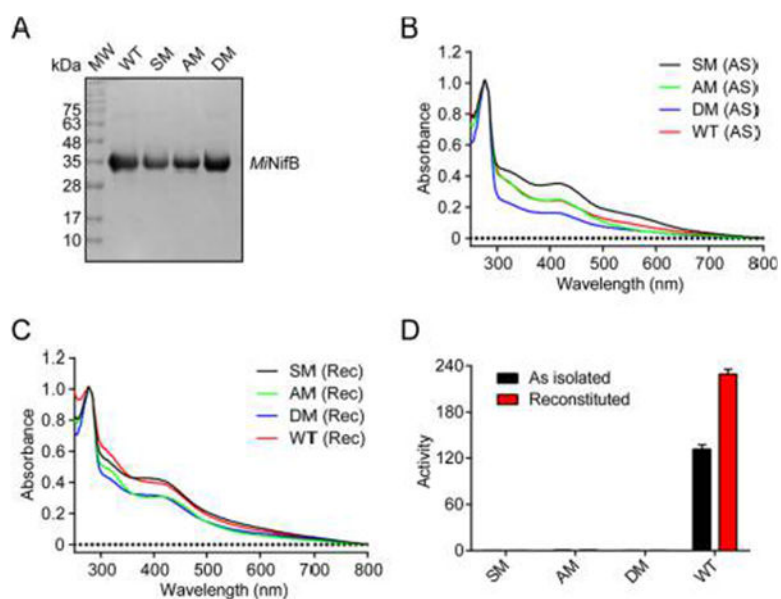 A
MW WT SM AM DM
kDa
75
63
48
35
28
17
10
MiNifB
B
SM (AS)
AM (AS)
DM (AS)
WT (AS)
1.2
1.0
0.8
0.6
0.4
0.2
0
Absorbance
300 400 500 600 700 800
Wavelength (nm)
C
SM (Rec)
AM (Rec)
DM (Rec)
WT (Rec)
1.2
1.0
0.8
0.6
0.4
0.2
0
Absorbance
300 400 500 600 700 800
Wavelength (nm)
D
As isolated
Reconstituted
240
180
120
60
0
Activity
SM AM DM WT